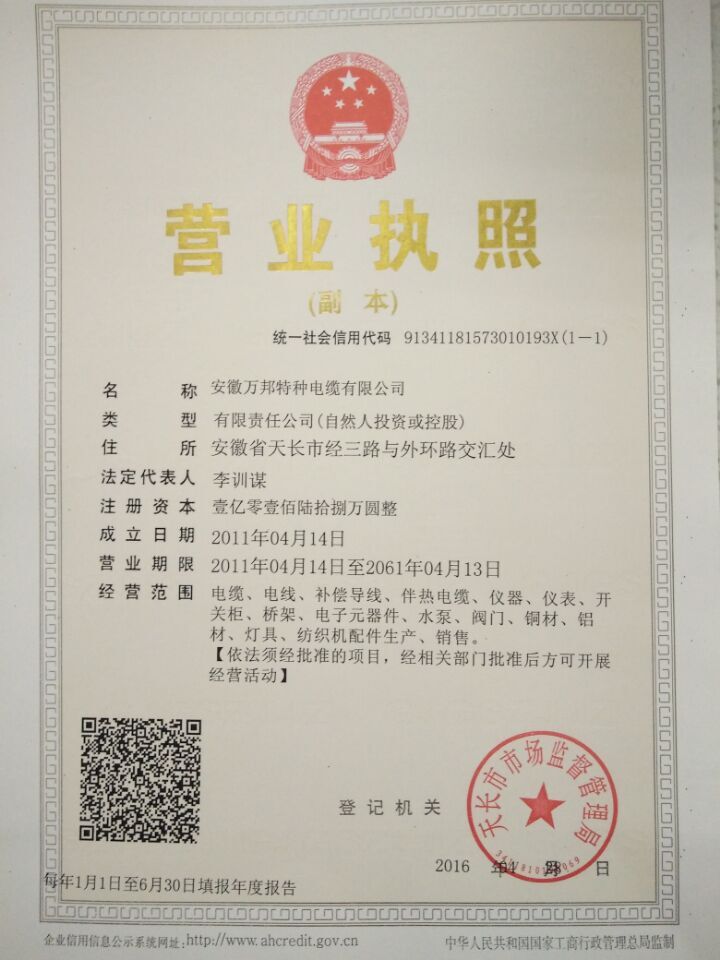 营业执照
(副 本)
统一社会信用代码 91341181573010193X(1-1)
名 称 安徽万邦特种电缆有限公司
类 型 有限责任公司(自然人投资或控股)
住 所 安徽省天长市经三路与外环路交汇处
法定代表人 李训谋
注册资本 壹亿零壹佰陆拾捌万圆整
成立日期 2011年04月14日
营业期限 2011年04月14日至2061年04月13日
经营范围 电缆、电线、补偿导线、伴热电缆、仪器、仪表、开
关柜、桥架、电子元器件、水泵、阀门、铜材、铝
材、灯具、纺织机配件生产、销售。
【依法须经批准的项目，经相关部门批准后方可开展
经营活动】
天长市市场监督管理局
登记机关
2016 年04 月28 日
每年1月1日至6月30日填报年度报告
企业信用信息公示系统网址:http://www.ahcredit.gov.cn
中华人民共和国国家工商行政管理总局监制